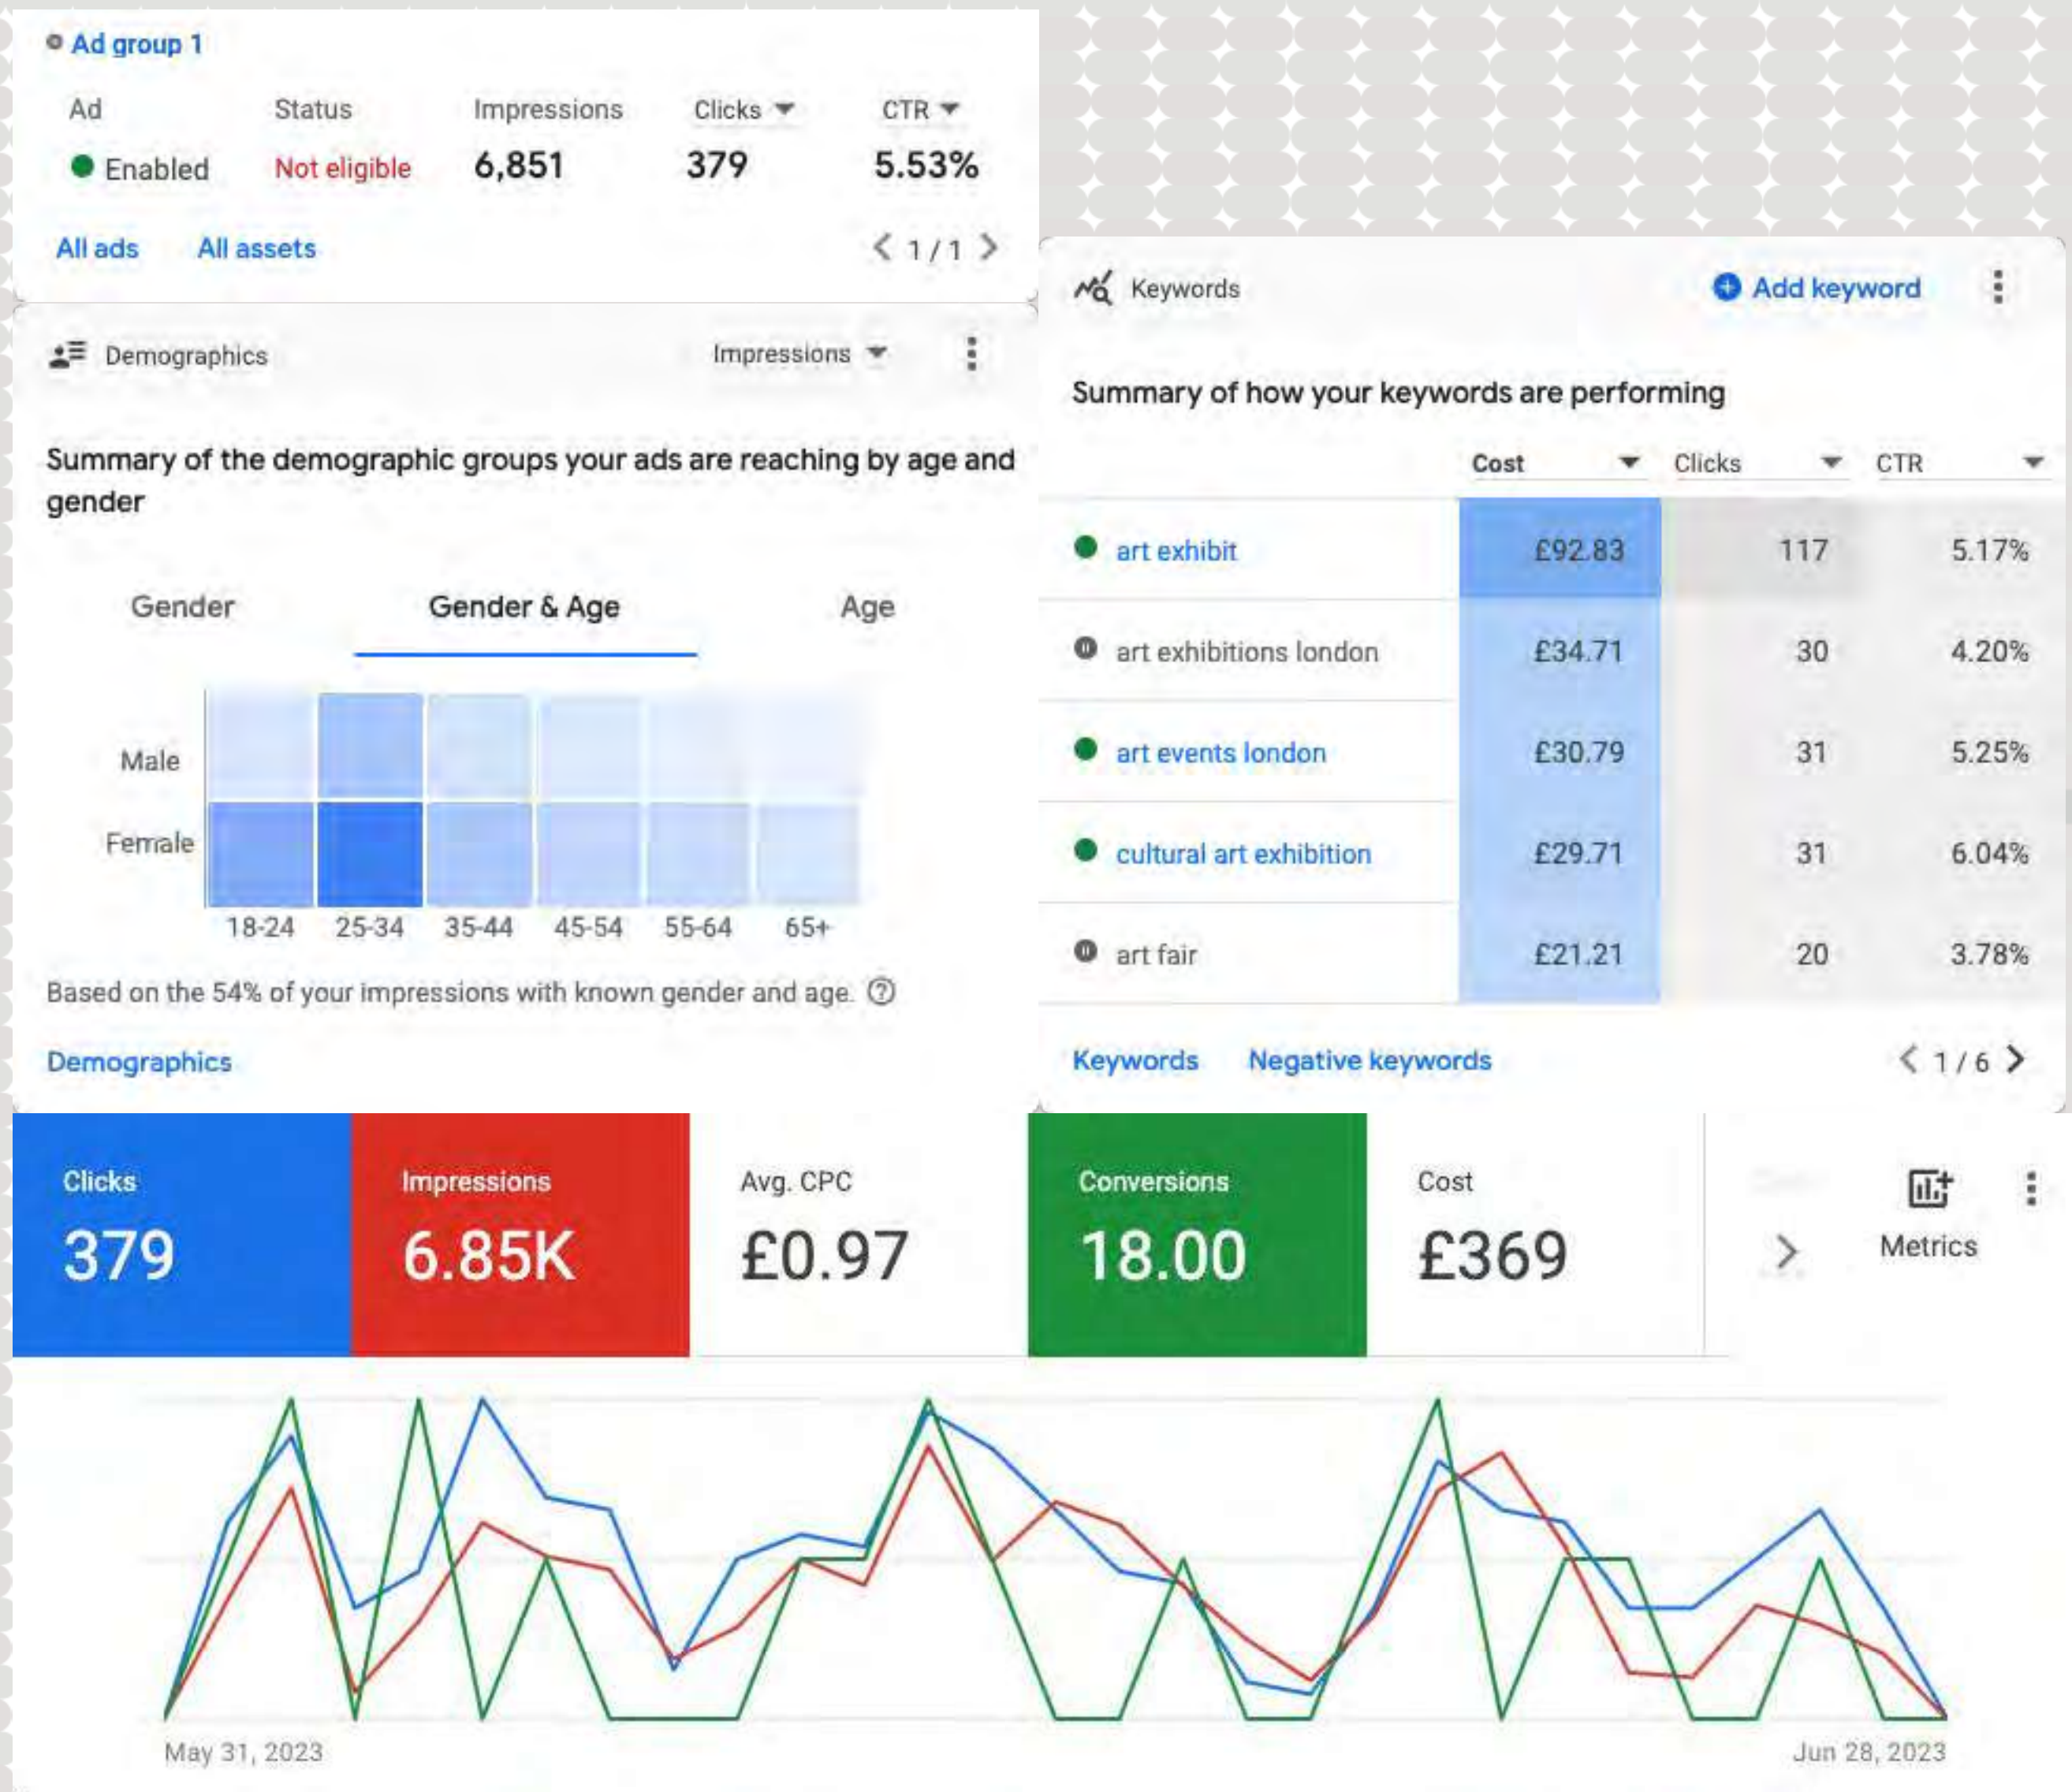 Ad group 1
Ad Status Impressions Clicks CTR
Enabled Not eligible 6,851 379 5.53%
All ads All assets 1 / 1
Demographics Impressions
Summary of the demographic groups your ads are reaching by age and
gender
Gender Gender & Age Age
Male
Female
18-24 25-34 35-44 45-54 55-64 65+
Based on the 54% of your impressions with known gender and age.
Demographics
Keywords Add keyword
Summary of how your keywords are performing
Cost Clicks CTR
art exhibit £92.83 117 5.17%
art exhibitions london £34.71 30 4.20%
art events london £30.79 31 5.25%
cultural art exhibition £29.71 31 6.04%
art fair £21.21 20 3.78%
Keywords Negative keywords 1 / 6
Clicks Impressions Avg. CPC Conversions Cost
379 6.85K £0.97 18.00 £369
Metrics
May 31, 2023 Jun 28, 2023